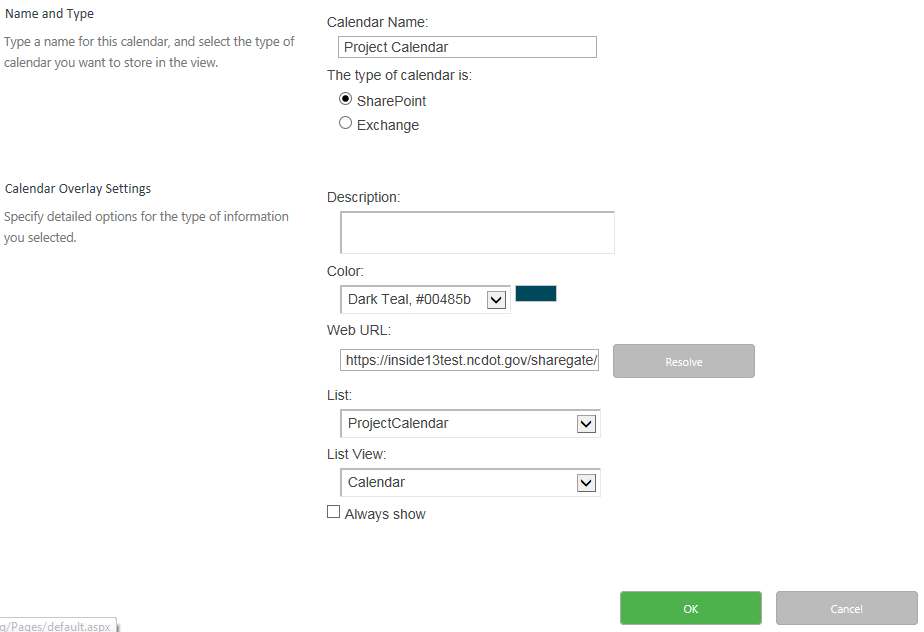 Name and Type
Type a name for this calendar, and select the type of
calendar you want to store in the view.
Calendar Name:
Project Calendar
The type of calendar is:
SharePoint
Exchange
Calendar Overlay Settings
Specify detailed options for the type of information
you selected.
Description:
Color:
Dark Teal, #00485b
Web URL:
https://inside13test.ncdot.gov/sharegate/
Resolve
List:
ProjectCalendar
List View:
Calendar
Always show
OK
Cancel
g/Pages/default.aspx